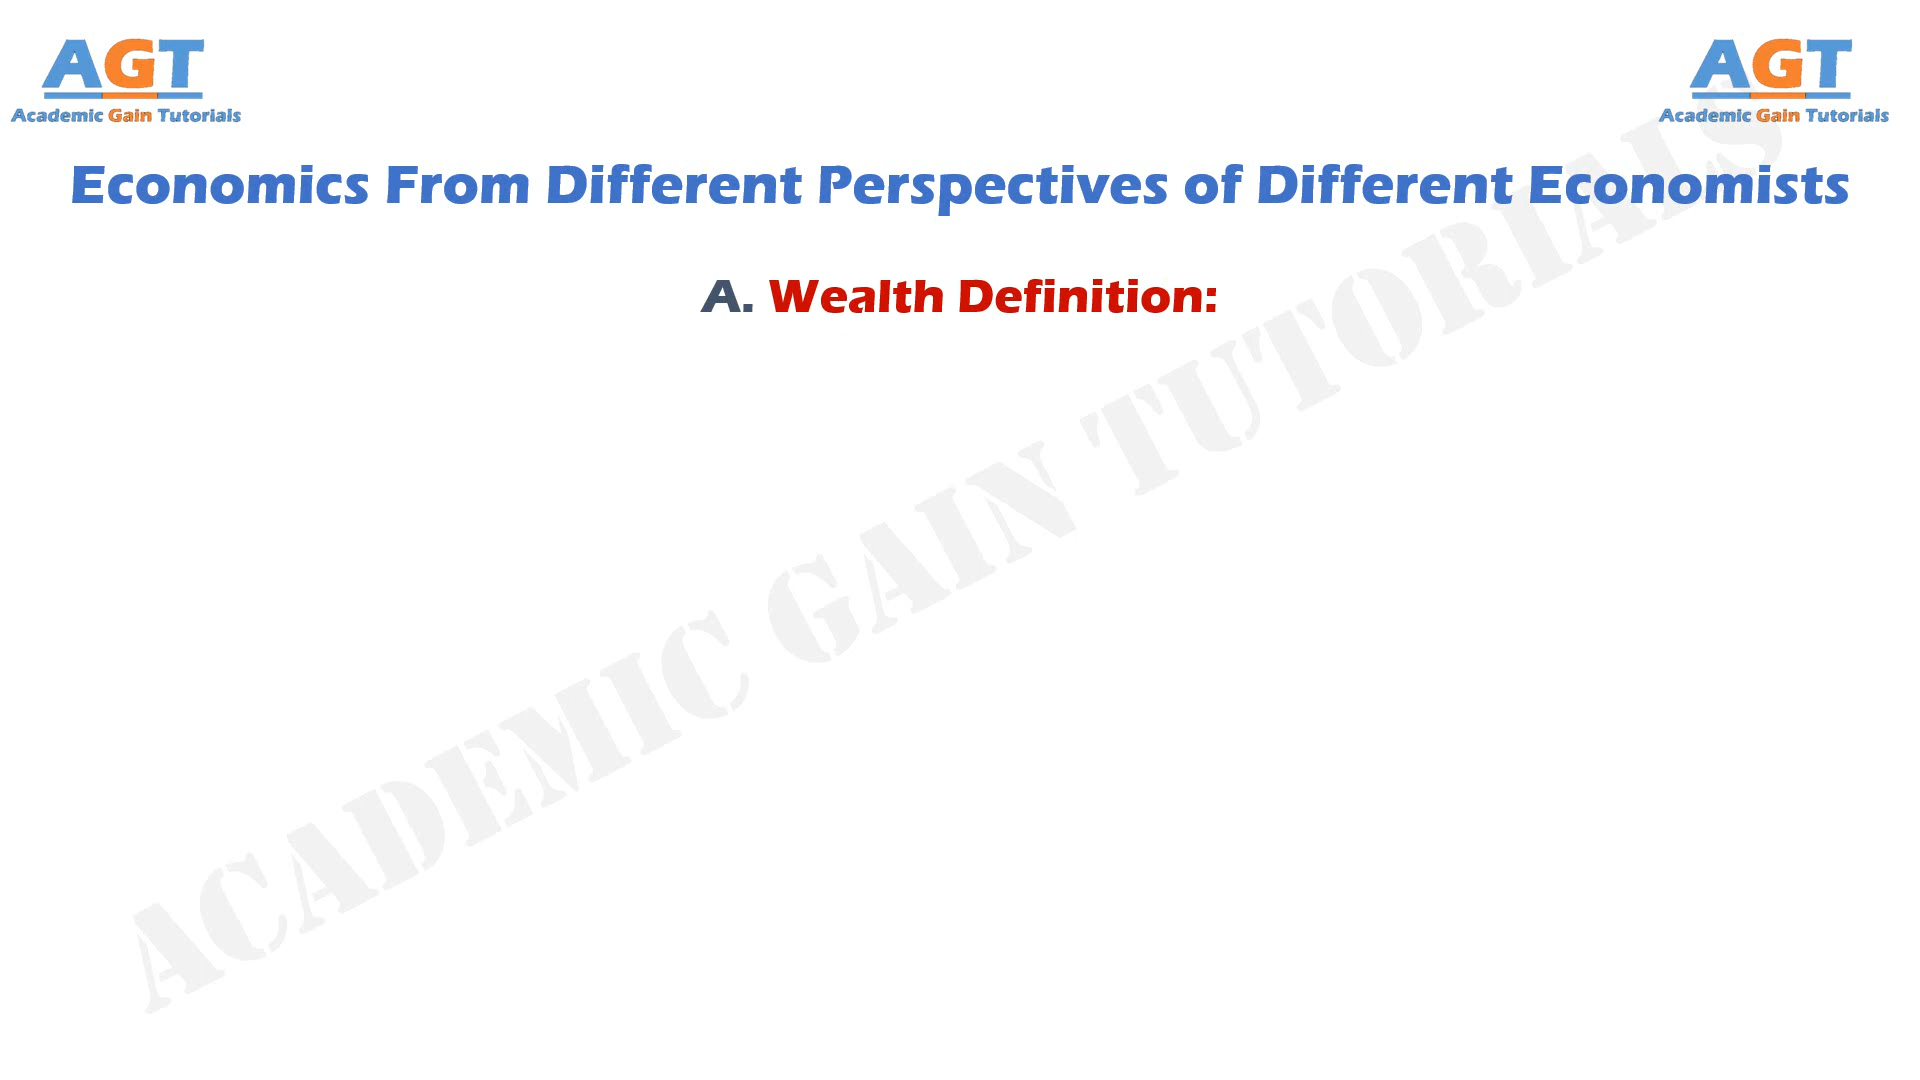 AGT
Academic Gain Tutorials
AGT
Academic Gain Tutorials
Economics From Different Perspectives of Different Economists
A. Wealth Definition:
ACADEMIC GAIN TUTORIALS